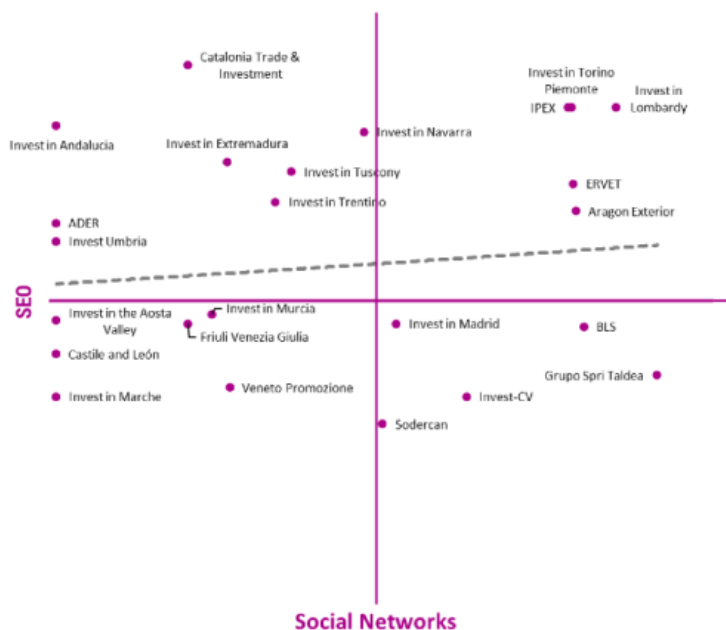 Catalonia Trade &
Investment
Invest in Torino
Piemonte
Invest in
Lombardy
IPEX
Invest in Andalucia
Invest in Extremadura
Invest in Navarra
Invest in Tuscony
ERVET
Invest in Trentino
Aragon Exterior
ADER
Invest Umbria
SEO
Invest in the Aosta
Valley
Invest in Murcia
Friuli Venezia Giulia
Invest in Madrid
BLS
Castile and León
Grupo Spri Taldea
Veneto Promozione
Invest in Marche
Invest-CV
Sodercan
Social Networks